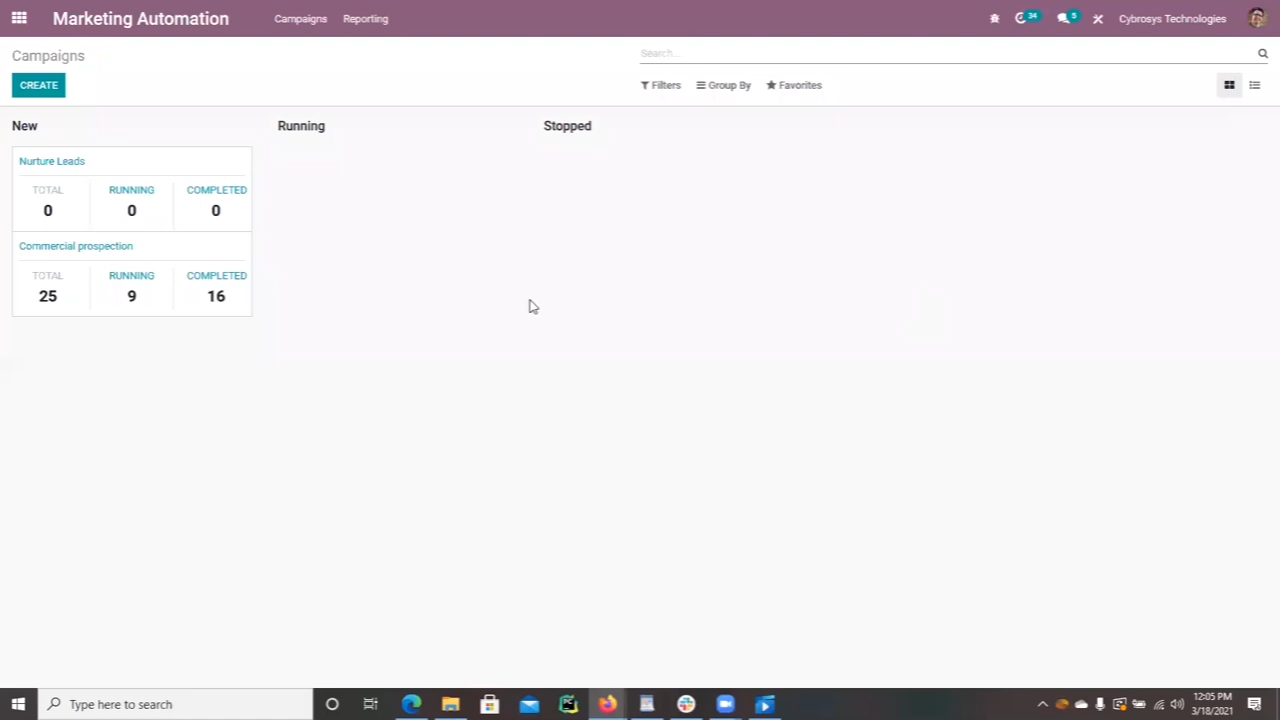 Marketing Automation Campaigns Reporting 34 5 Cybrosys Technologies
Campaigns Search...
CREATE Filters Group By Favorites
New Running Stopped
Nurture Leads
TOTAL RUNNING COMPLETED
0 0 0
Commercial prospection
TOTAL RUNNING COMPLETED
25 9 16
Type here to search
12:05 PM
3/18/2021